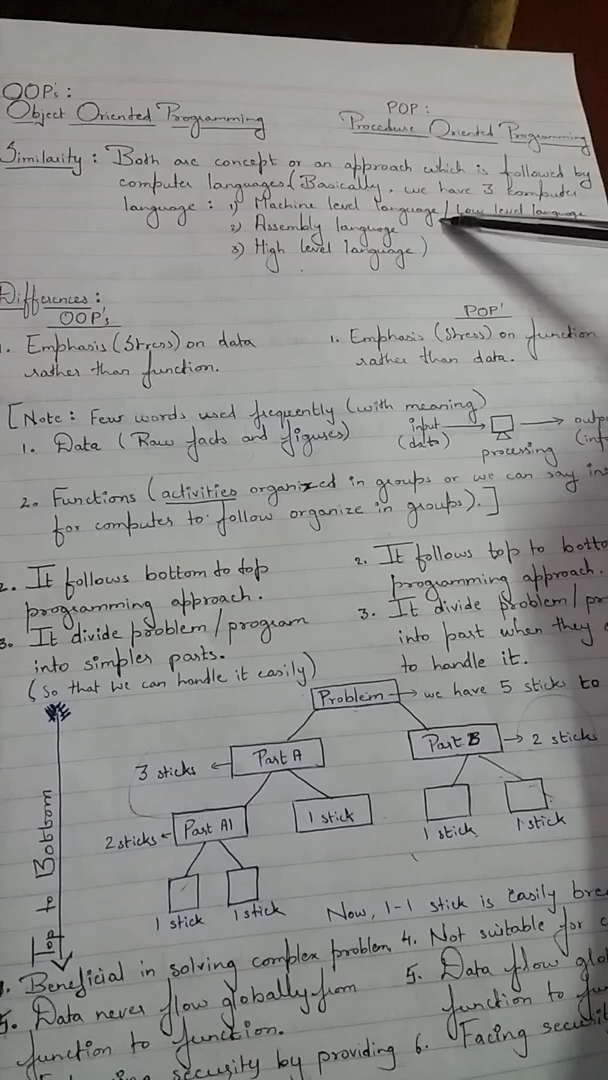 OOP's :
Object Oriented Programming
POP :
Procedure Oriented Programming
Similarity : Both are concept or an approach which is followed by
computer languages (Basically, we have 3 computer
language : 1) Machine level language / Low level language
2) Assembly language
3) High level language )
Differences :
OOP's
POP'
1. Emphasis (Stress) on data
rather than function.
1. Emphasis (Stress) on function
rather than data.
[Note : Few words used frequently (with meaning)
1. Data (Raw facts and figures)
input
(data)
processing
2. Functions (activities organized in groups or we can say
for computer to follow organize in groups). ]
2. It follows bottom to top
programming approach.
3. It divide problem / program
into simpler parts.
(So that we can handle it easily)
2. It follows top to
programming approach.
3. It divide problem /
into part when they
to handle it.
Problem → we have 5 sticks to
Part A
3 sticks
Part B → 2 sticks
2 sticks
Part A1
1 stick
1 stick
1 stick
1 stick
1 stick
Top to Bottom
Now, 1-1 stick is easily
Beneficial in solving complex problem.
4. Not suitable for
5. Data never flow globally from
function to function.
5. Data flow
function to
security by providing
6. Facing